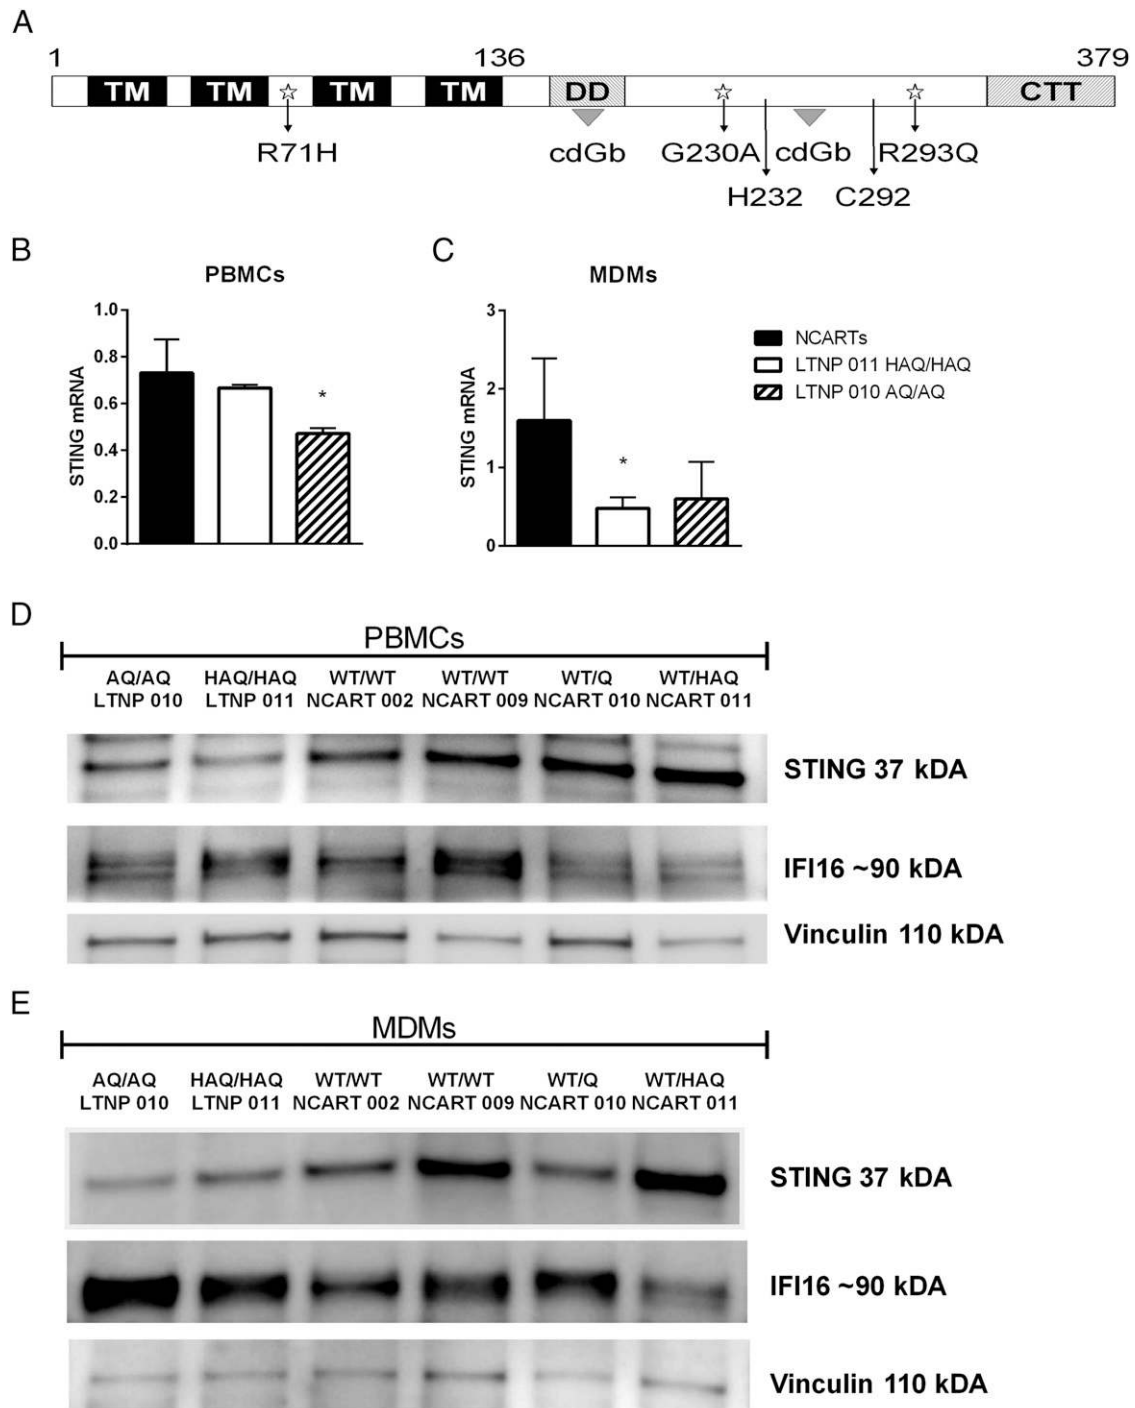 A
1 136 379
TM TM TM TM DD CTT
R71H cdGb G230A cdGb R293Q
H232 C292
B
PBMCs
STING mRNA
1.0
0.8
0.6
0.4
0.2
0.0
*
C
MDMs
STING mRNA
3
2
1
0
*
NCARTs
LTNP 011 HAQ/HAQ
LTNP 010 AQ/AQ
D
PBMCs
AQ/AQ HAQ/HAQ WT/WT WT/WT WT/Q WT/HAQ
LTNP 010 LTNP 011 NCART 002 NCART 009 NCART 010 NCART 011
STING 37 kDA
IFI16 ~90 kDA
Vinculin 110 kDA
E
MDMs
AQ/AQ HAQ/HAQ WT/WT WT/WT WT/Q WT/HAQ
LTNP 010 LTNP 011 NCART 002 NCART 009 NCART 010 NCART 011
STING 37 kDA
IFI16 ~90 kDA
Vinculin 110 kDA